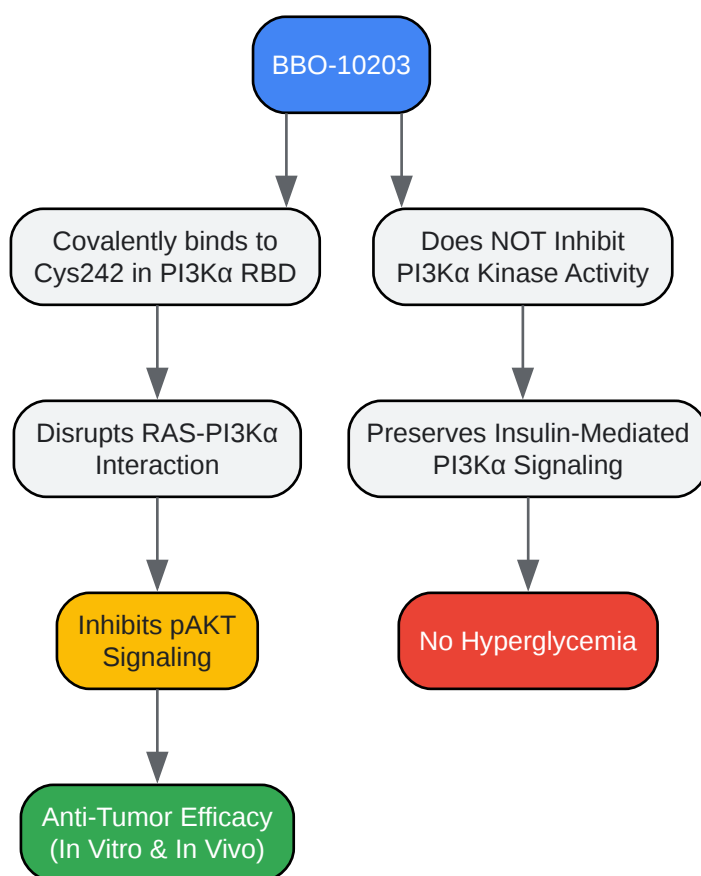 BBO-10203
Covalently binds to
Cys242 in PI3Kα RBD
Does NOT Inhibit
PI3Kα Kinase Activity
Disrupts RAS-PI3Kα
Interaction
Preserves Insulin-Mediated
PI3Kα Signaling
Inhibits pAKT
Signaling
No Hyperglycemia
Anti-Tumor Efficacy
(In Vitro & In Vivo)